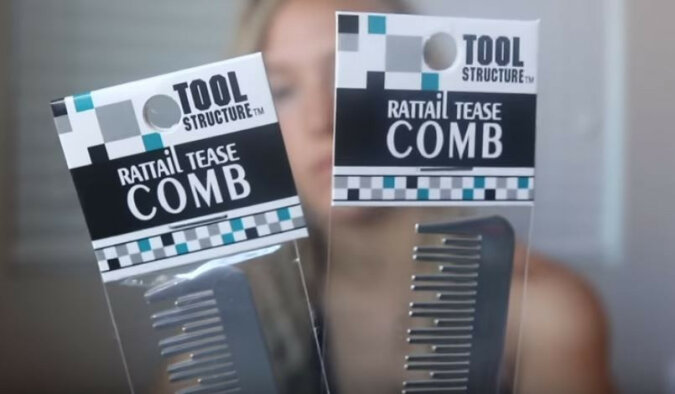 TOOL
STRUCTURE™
RATTAIL TEASE
COMB
TOOL
STRUCTURE™
RATTAIL TEASE
COMB